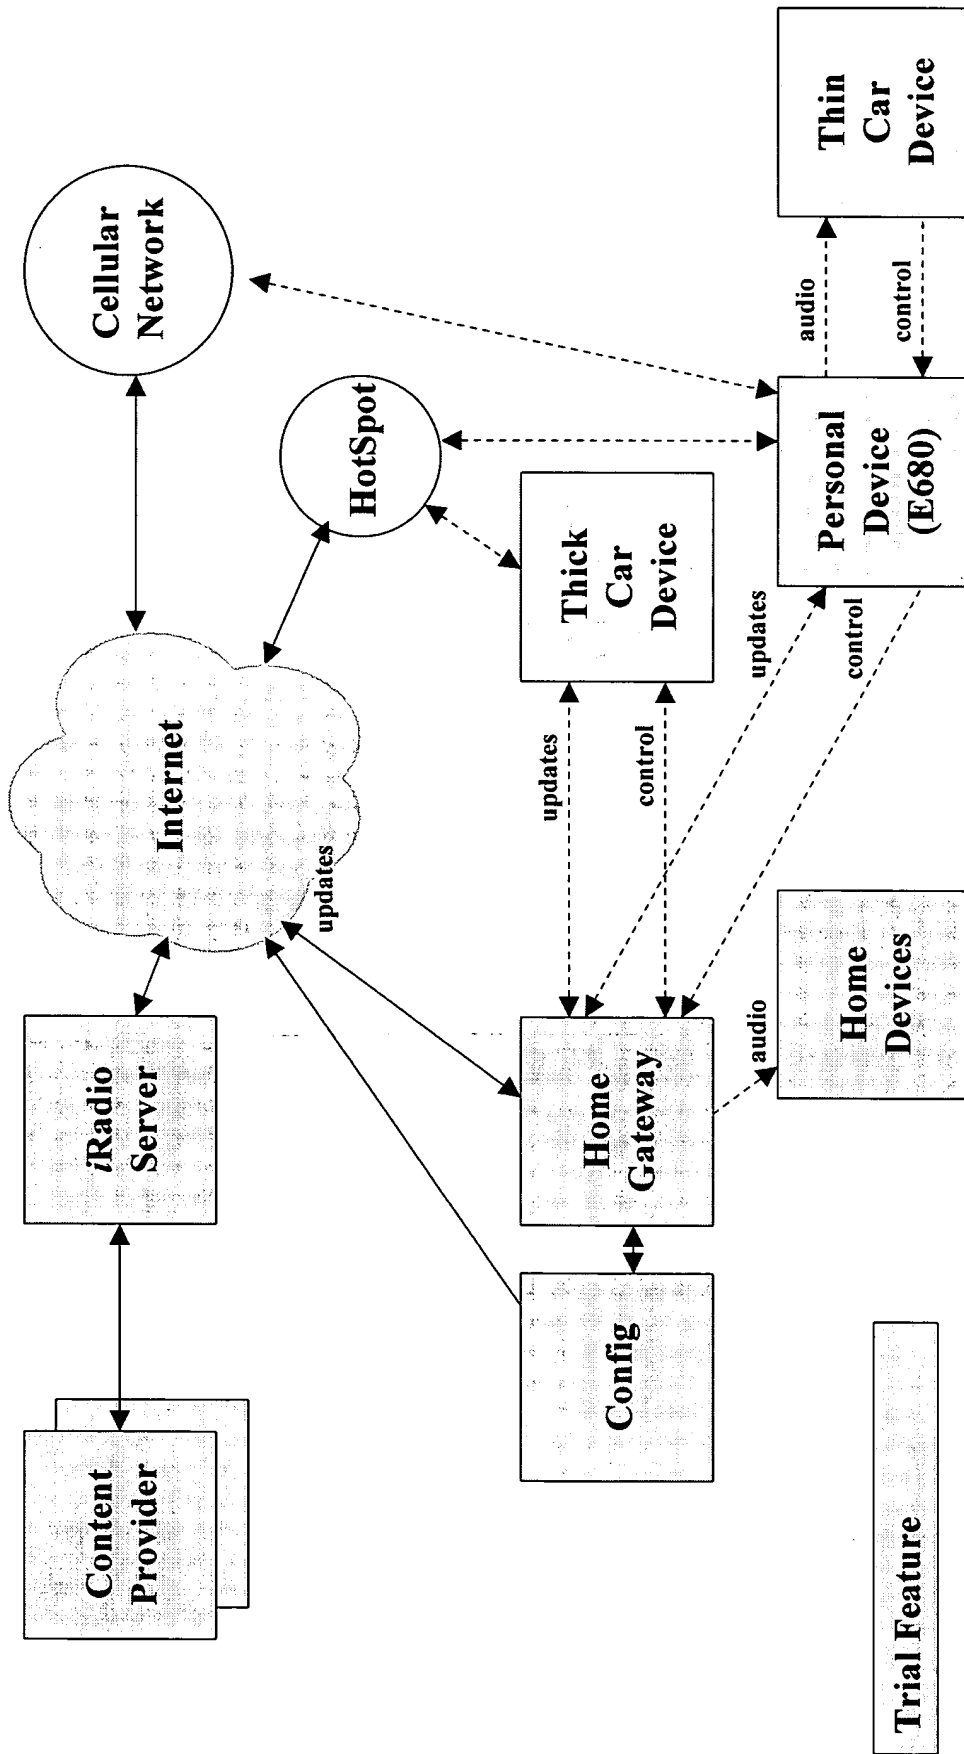 Content
Provider
iRadio
Server
Internet
Cellular
Network
HotSpot
updates
Config
Home
Gateway
updates
control
Thick
Car
Device
updates
control
audio
Home
Devices
Personal
Device
(E680)
audio
control
Thin
Car
Device
Trial Feature